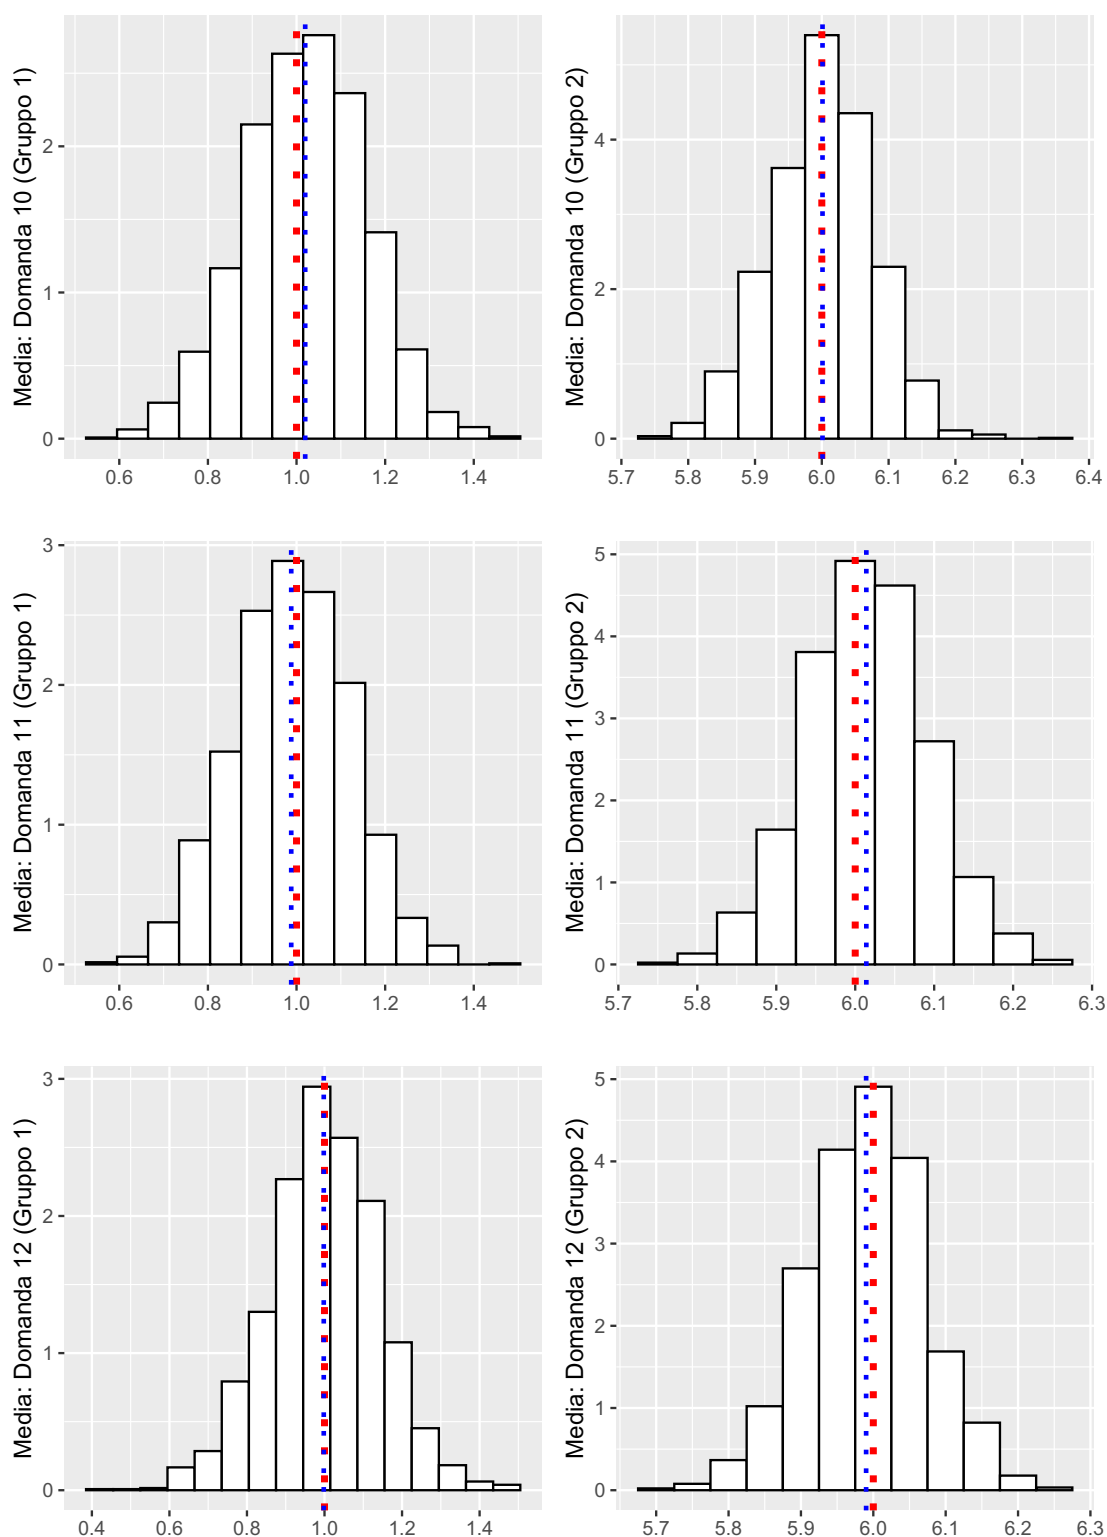 Media: Domanda 10 (Gruppo 1)
2
1
0
0.6 0.8 1.0 1.2 1.4
Media: Domanda 10 (Gruppo 2)
4
2
0
5.7 5.8 5.9 6.0 6.1 6.2 6.3 6.4
Media: Domanda 11 (Gruppo 1)
3
2
1
0
0.6 0.8 1.0 1.2 1.4
Media: Domanda 11 (Gruppo 2)
5
4
3
2
1
0
5.7 5.8 5.9 6.0 6.1 6.2 6.3
Media: Domanda 12 (Gruppo 1)
3
2
1
0
0.4 0.6 0.8 1.0 1.2 1.4
Media: Domanda 12 (Gruppo 2)
5
4
3
2
1
0
5.7 5.8 5.9 6.0 6.1 6.2 6.3